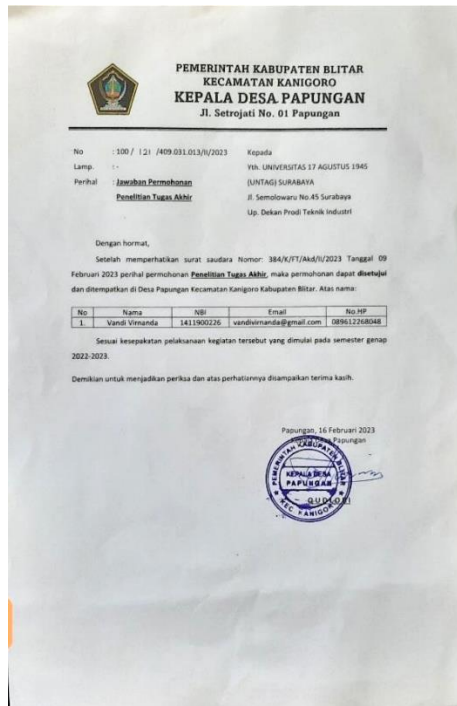 PEMERINTAH KABUPATEN BLITAR
KECAMATAN KANIGORO
KEPALA DESA PAPUNGAN
Jl. Setrojati No. 01 Papungan
No : 100 / 121 /409.031.013/II/2023
Lamp. : -
Perihal : Jawaban Permohonan
Penelitian Tugas Akhir
Kepada
Yth. UNIVERSITAS 17 AGUSTUS 1945
(UNTAG) SURABAYA
Jl. Semolowaru No.45 Surabaya
Up. Dekan Prodi Teknik Industri
Dengan hormat,
Setelah memperhatikan surat saudara Nomor: 384/K/FT/Akd/II/2023 Tanggal 09
Februari 2023 perihal permohonan Penelitian Tugas Akhir, maka permohonan dapat disetujui
dan ditempatkan di Desa Papungan Kecamatan Kanigoro Kabupaten Blitar. Atas nama:
No Nama NBI Email No.HP
1. Vandi Virnanda 1411900226 vandivirnanda@gmail.com 089612268048
Sesuai kesepakatan pelaksanaan kegiatan tersebut yang dimulai pada semester genap
2022-2023.
Demikian untuk menjadikan periksa dan atas perhatiannya disampaikan terima kasih.
Papungan, 16 Februari 2023
Papungan
PEMERINTAH KABUPATEN BLITAR
KEPALA DESA
PAPUNGAN
KEC. KANIGORO